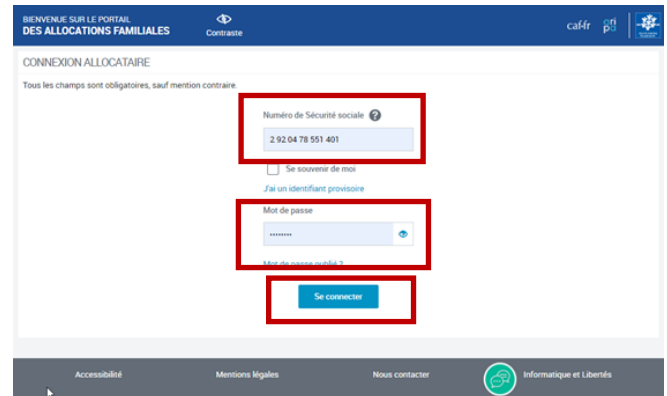 BIENVENUE SUR LE PORTAIL
DES ALLOCATIONS FAMILIALES
Contraste
caf·fr
CONNEXION ALLOCATAIRE
Tous les champs sont obligatoires, sauf mention contraire.
Numéro de Sécurité sociale ?
2 92 04 78 551 401
Se souvenir de moi
J'ai un identifiant provisoire
Mot de passe
••••••••
Mot de passe oublié ?
Se connecter
Accessibilité
Mentions légales
Nous contacter
Informatique et Libertés